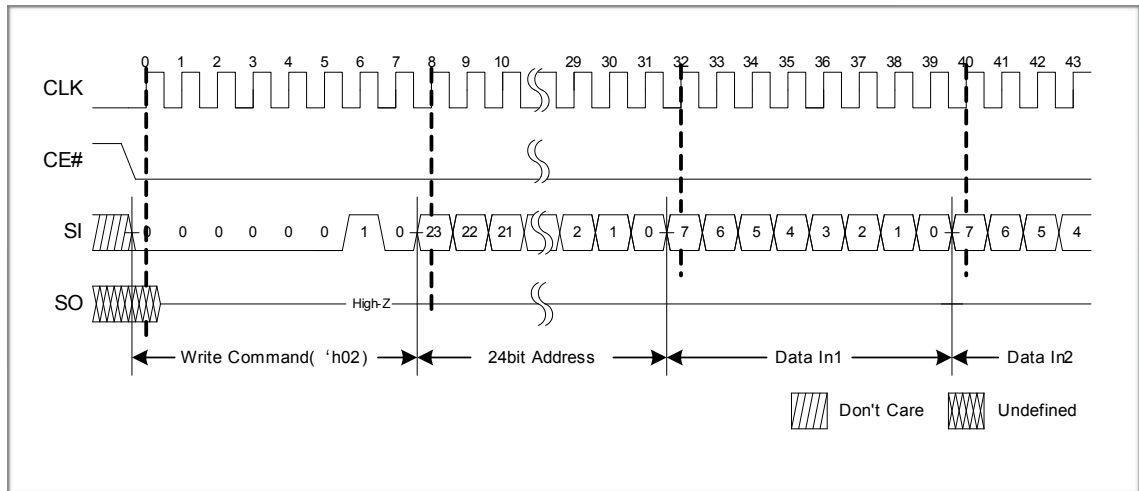 0 1 2 3 4 5 6 7 8 9 10 29 30 31 32 33 34 35 36 37 38 39 40 41 42 43
CLK
CE#
SI 0 0 0 0 0 0 1 0 23 22 21 2 1 0 7 6 5 4 3 2 1 0 7 6 5 4
SO High-Z
Write Command( ‘h02) 24bit Address Data In1 Data In2
Don't Care Undefined